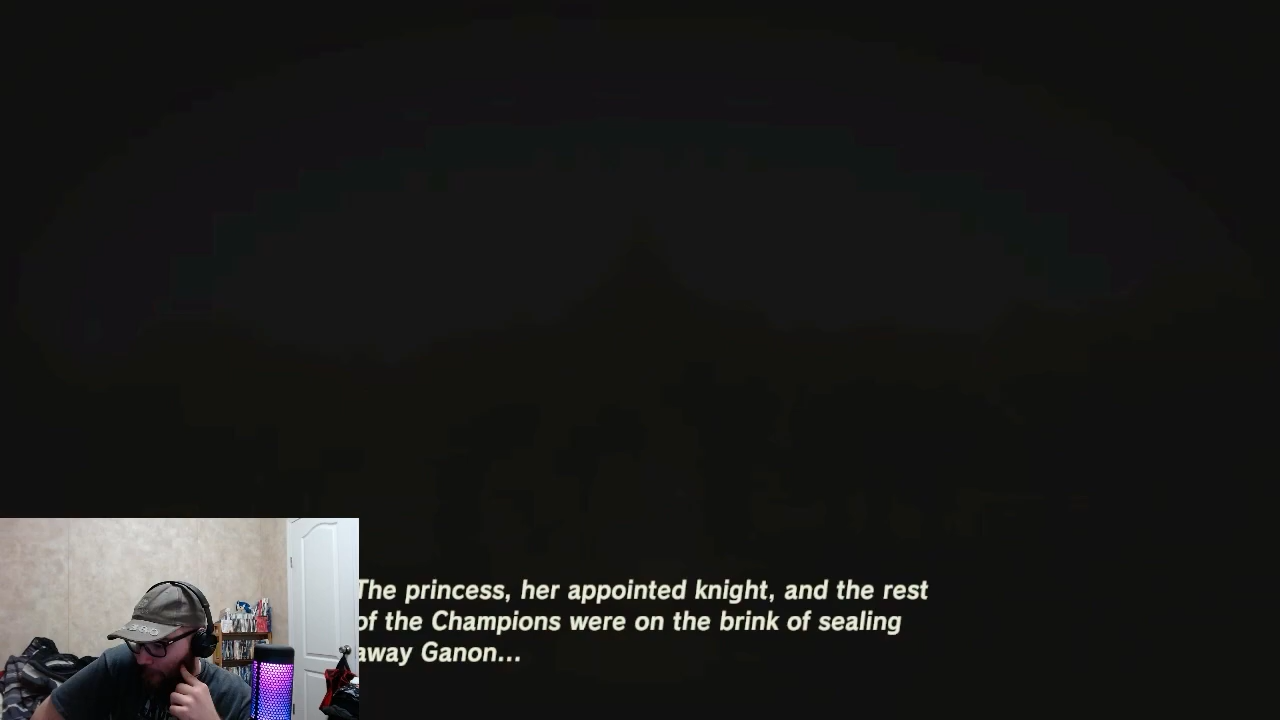 The princess, her appointed knight, and the rest
of the Champions were on the brink of sealing
away Ganon...